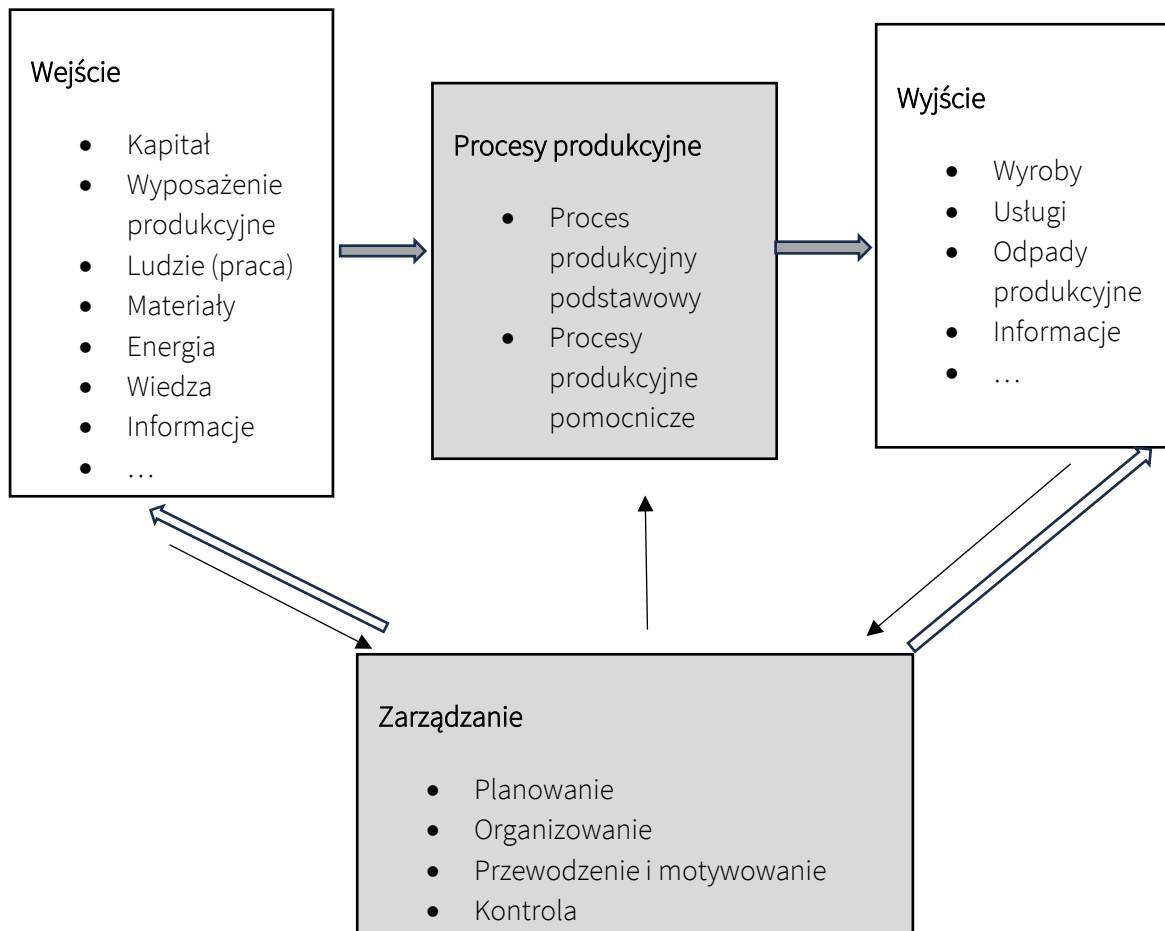 Wejście
• Kapitał
• Wyposażenie
produkcyjne
• Ludzie (praca)
• Materiały
• Energia
• Wiedza
• Informacje
• …
Procesy produkcyjne
• Proces
produkcyjny
podstawowy
• Procesy
produkcyjne
pomocnicze
Wyjście
• Wyroby
• Usługi
• Odpady
produkcyjne
• Informacje
• …
Zarządzanie
• Planowanie
• Organizowanie
• Przewodzenie i motywowanie
• Kontrola